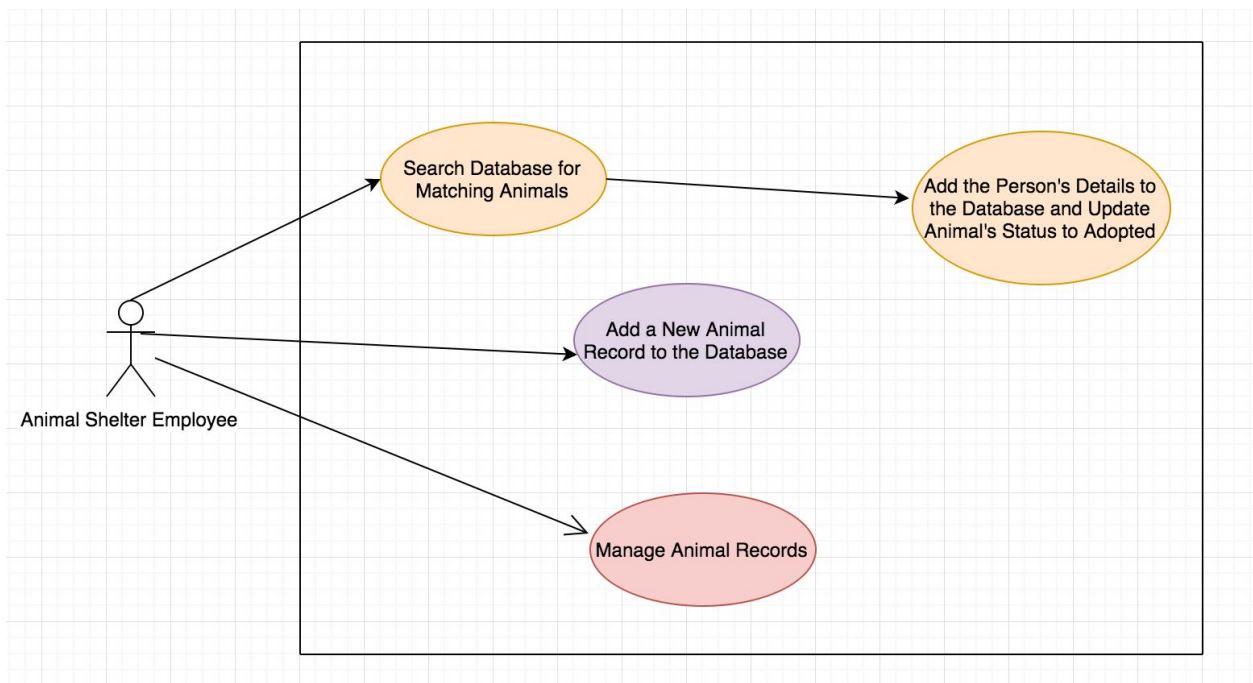 Search Database for
Matching Animals
Add the Person's Details to
the Database and Update
Animal's Status to Adopted
Add a New Animal
Record to the Database
Animal Shelter Employee
Manage Animal Records